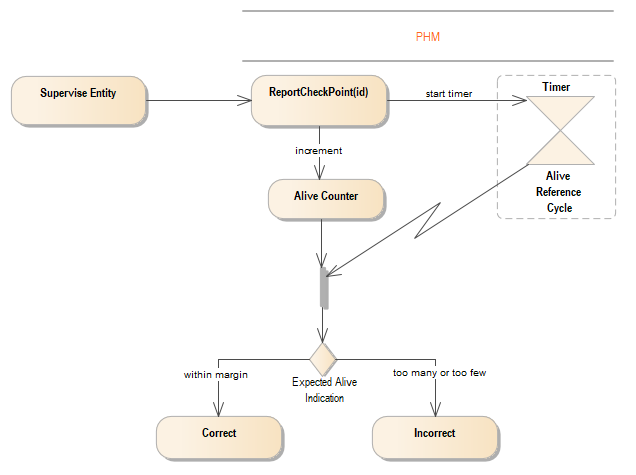 PHM
Supervise Entity
ReportCheckPoint(id)
start timer
Timer
increment
Alive Counter
Alive
Reference
Cycle
within margin
too many or too few
Expected Alive
Indication
Correct
Incorrect